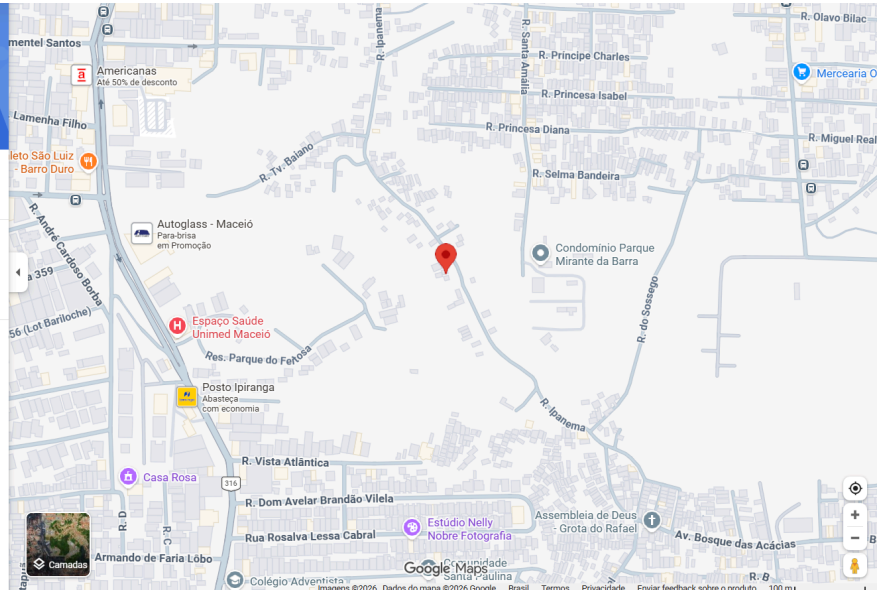 R. Olavo Bilac
mentel Santos
R. Ipanema
R. Santa Amália
R. Príncipe Charles
Americanas
Até 50% de desconto
Mercearia O
R. Princesa Isabel
Lamenha Filho
R. Princesa Diana
R. Miguel Real
leto São Luiz
- Barro Duro
R. Tv. Baiano
R. Selma Bandeira
R. André Cardoso Borba
Autoglass - Maceió
Para-brisa
em Promoção
Condomínio Parque
Mirante da Barra
a 359
R. do Sossego
Espaço Saúde
Unimed Maceió
56 (Lot Bariloche)
Res. Parque do Feitosa
Posto Ipiranga
Abasteça
com economia
R. Ipanema
R. Vista Atlântica
Casa Rosa
316
R. Dom Avelar Brandão Vilela
R. D
R. C
Estúdio Nelly
Nobre Fotografia
Assembleia de Deus
- Grota do Rafael
Rua Rosalva Lessa Cabral
Av. Bosque das Acácias
Armando de Faria Lôbo
Camadas
Google Maps
Comunidade
Santa Paulina
R. B
Colégio Adventista
Imagens ©2026 Dados do mapa ©2026 Google Brasil Termos Privacidade Enviar feedback sobre o produto 100 m